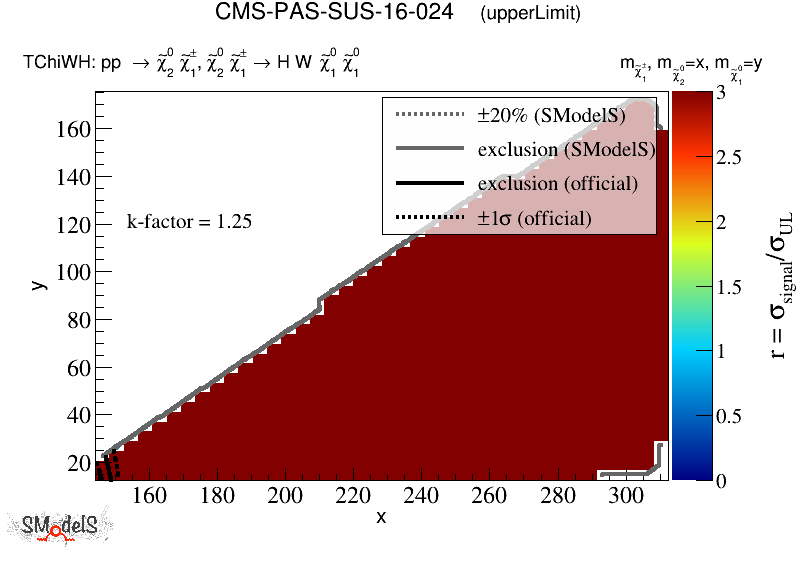 CMS-PAS-SUS-16-024 (upperLimit)
TChiWH: pp → χ̃⁰₂ χ̃±₁, χ̃⁰₂ χ̃±₁ → H W χ̃⁰₁ χ̃⁰₁
m_χ̃±₁, m_χ̃⁰₂=x, m_χ̃⁰₁=y
±20% (SModelS)
exclusion (SModelS)
exclusion (official)
±1σ (official)
k-factor = 1.25
y
160
140
120
100
80
60
40
20
160 180 200 220 240 260 280 300
x
3
2.5
2
1.5
1
0.5
0
r = σ_signal/σ_UL
SModelS